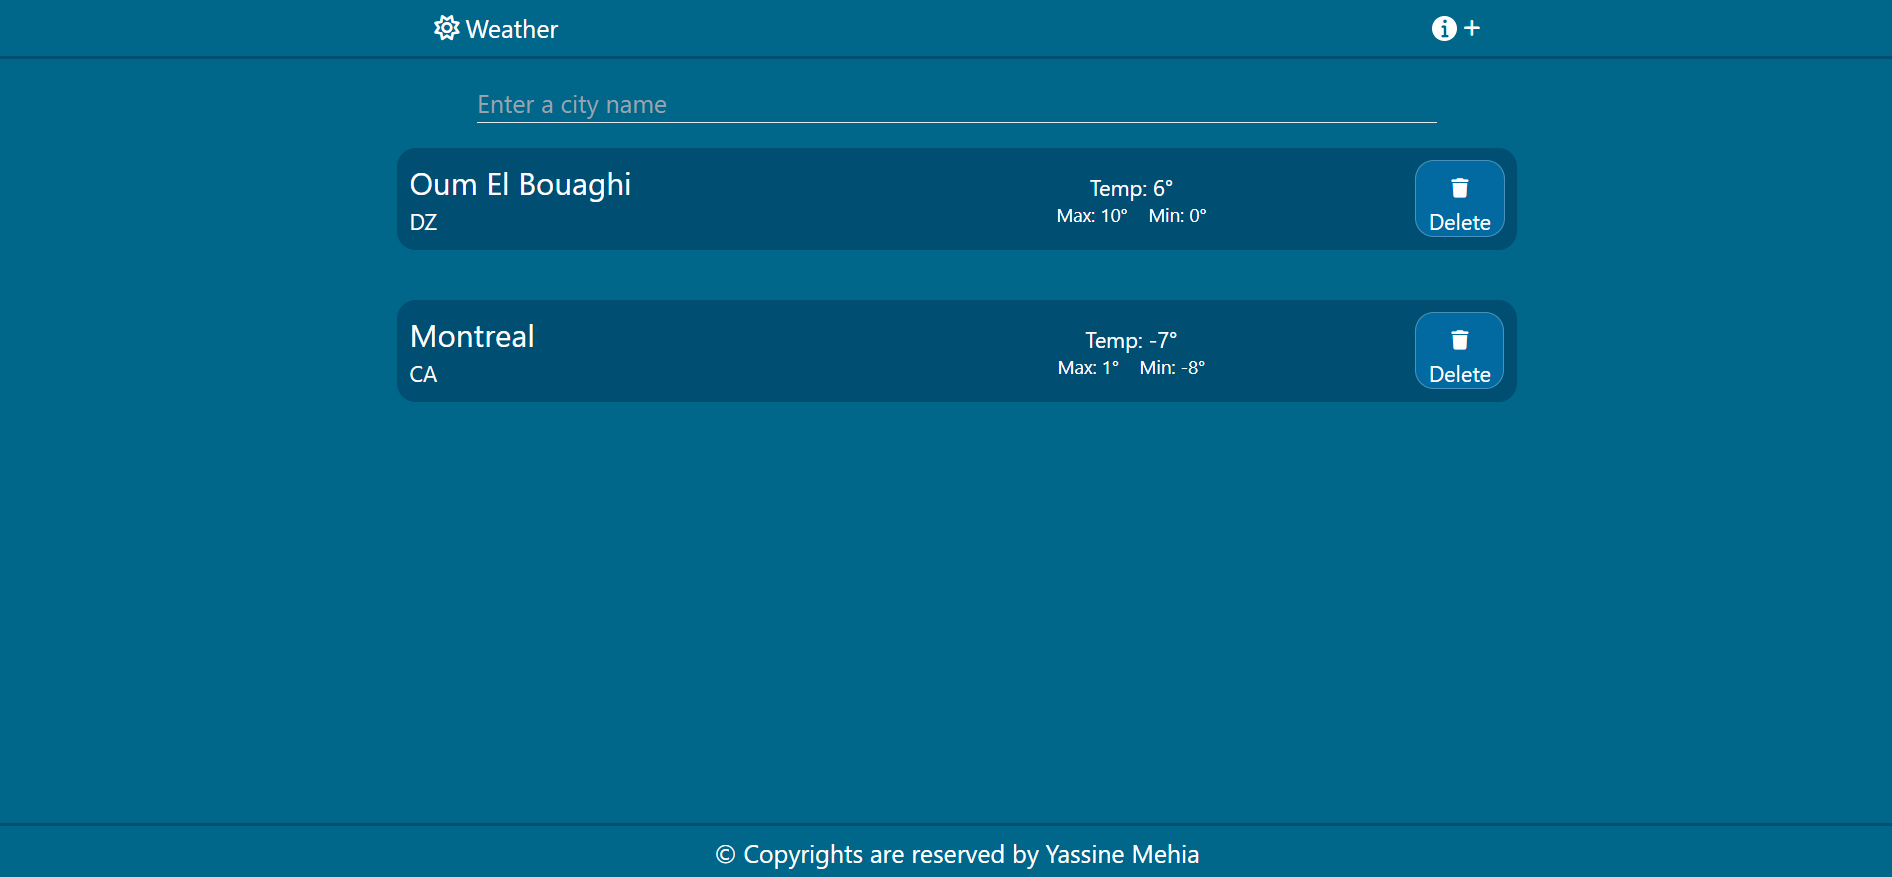 Weather
Enter a city name
Oum El Bouaghi
DZ
Temp: 6°
Max: 10° Min: 0°
Delete
Montreal
CA
Temp: -7°
Max: 1° Min: -8°
Delete
© Copyrights are reserved by Yassine Mehia